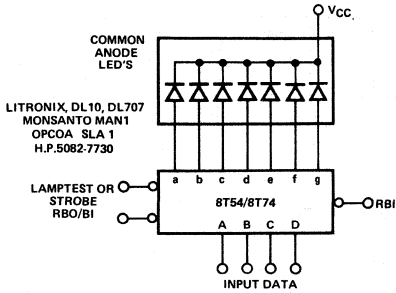 VCC
COMMON
ANODE
LED'S
LITRONIX, DL10, DL707
MONSANTO MAN1
OPCOA SLA 1
H.P.5082-7730
a b c d e f g
LAMPTEST OR
STROBE
RBO/BI
8T54/8T74
RBI
A B C D
INPUT DATA